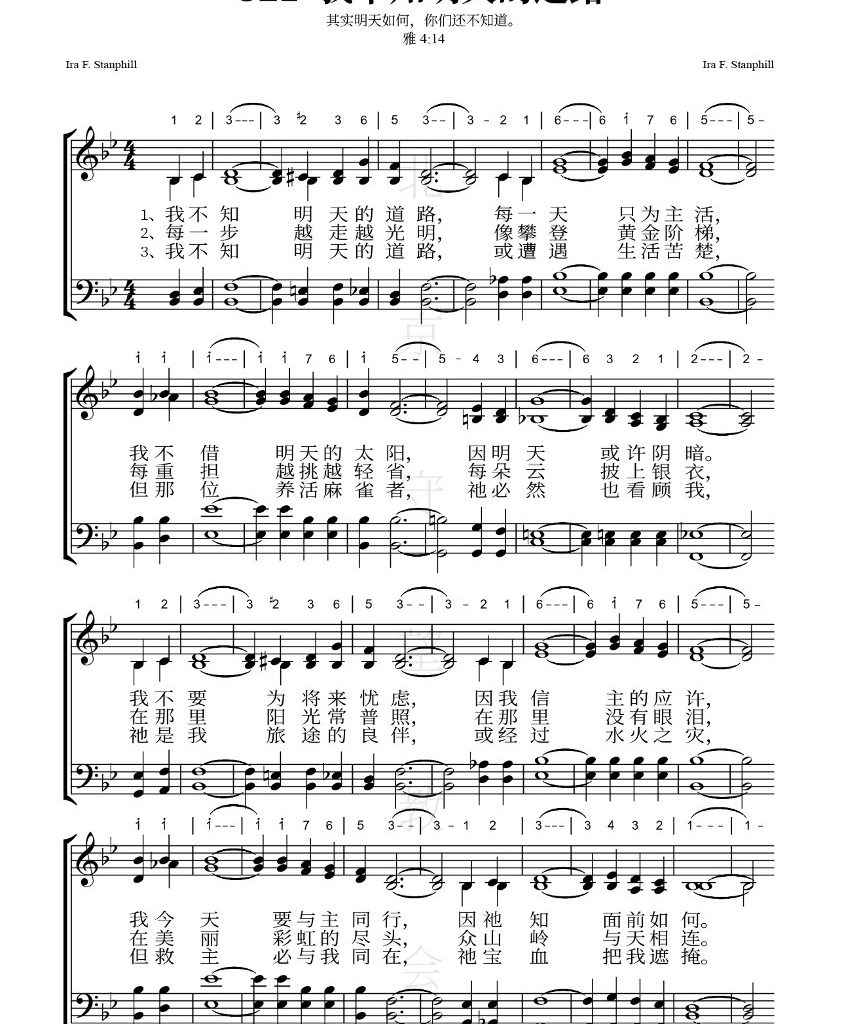 其实明天如何，你们还不知道。
雅 4:14
Ira F. Stanphill
Ira F. Stanphill
1 2 | 3--- | 3 #2 3 6 | 5 3-- | 3 - 2 1 | 6--- | 6 i 7 6 | 5--- | 5 -
1、我不知 明天的道路， 每一天 只为主活，
2、每一步 越走越光明， 像攀登 黄金阶梯，
3、我不知 明天的道路， 或遭遇 生活苦楚，
i i | i--- | i i 7 6 | i 5-- | 5 - 4 3 | 6--- | 6 3 2 1 | 2--- | 2 -
我不借 明天的太阳， 因明天 或许阴暗。
每重担 越挑越轻省， 每朵云 披上银衣，
但那位 养活麻雀者， 祂必然 也看顾我，
1 2 | 3--- | 3 #2 3 6 | 5 3-- | 3 - 2 1 | 6--- | 6 i 7 6 | 5--- | 5 -
我不要 为将来忧虑， 因我信 主的应许，
在那里 阳光常普照， 在那里 没有眼泪，
祂是我 旅途的良伴， 或经过 水火之灾，
i i | i--- | i i 7 6 | 5 3-- | 3 - 1 2 | 3--- | 3 4 3 2 | 1--- | 1 -
我今天 要与主同行， 因祂知 面前如何。
在美丽 彩虹的尽头， 众山岭 与天相连。
但救主 必与我同在， 祂宝血 把我遮掩。
北京守望教会